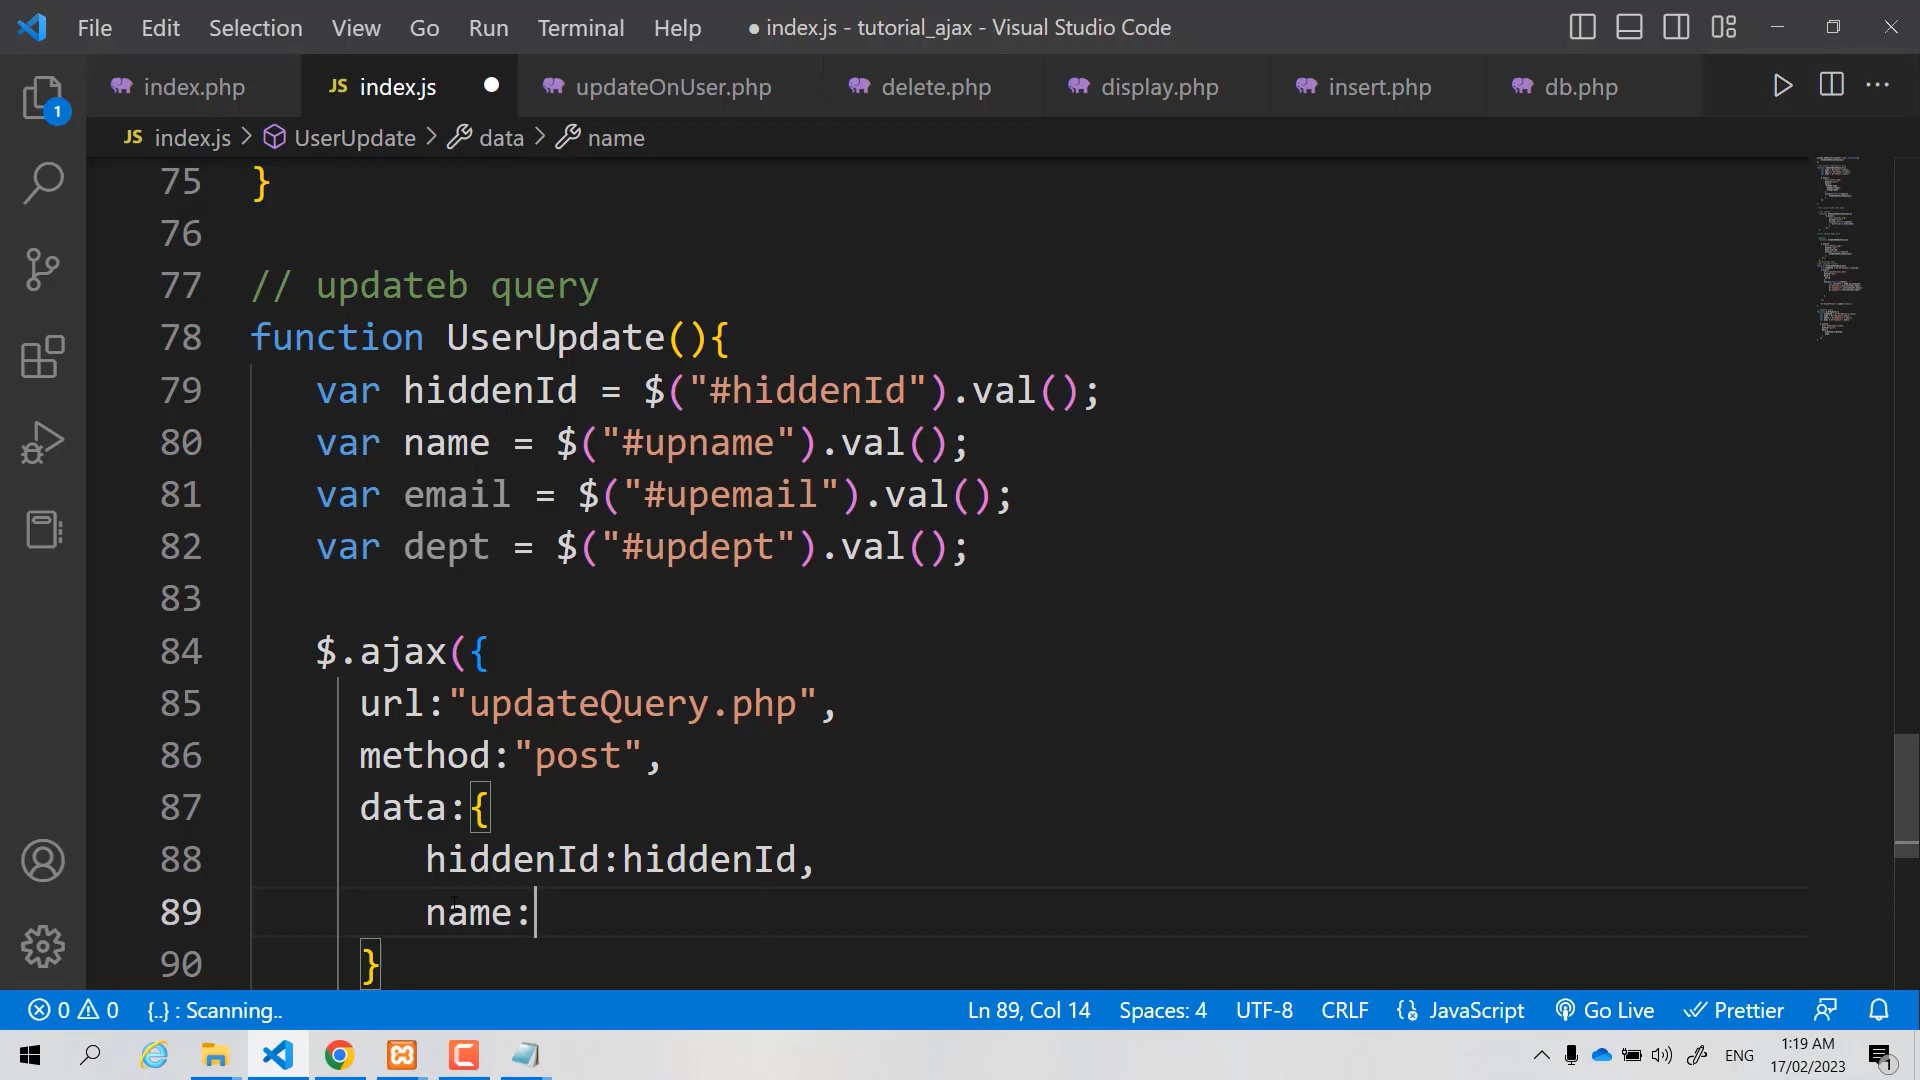 File Edit Selection View Go Run Terminal Help ● index.js - tutorial_ajax - Visual Studio Code
index.php JS index.js updateOnUser.php delete.php display.php insert.php db.php
JS index.js > UserUpdate > data > name
75 }
76
77 // updateb query
78 function UserUpdate(){
79 var hiddenId = $("#hiddenId").val();
80 var name = $("#upname").val();
81 var email = $("#upemail").val();
82 var dept = $("#updept").val();
83
84 $.ajax({
85 url:"updateQuery.php",
86 method:"post",
87 data:{
88 hiddenId:hiddenId,
89 name:
90 }
1
0 0 {..} : Scanning.. Ln 89, Col 14 Spaces: 4 UTF-8 CRLF JavaScript Go Live Prettier
ENG 1:19 AM 1
17/02/2023